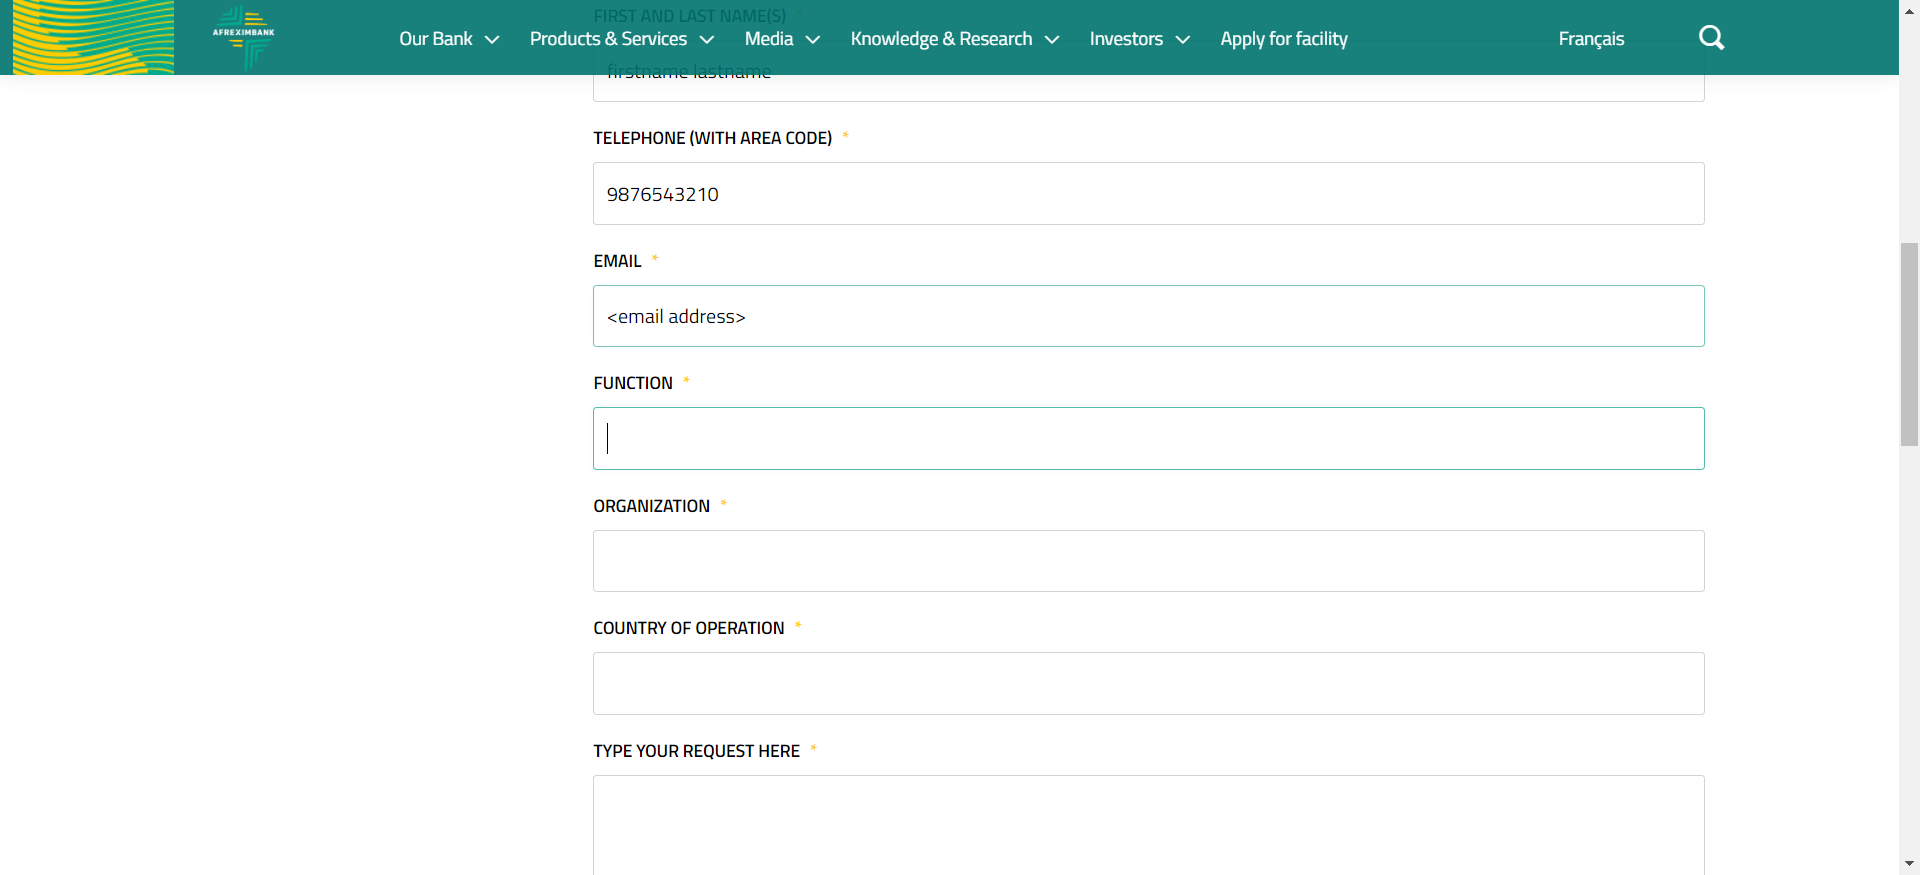 FIRST AND LAST NAME(S)
AFREXIMBANK
Our Bank Products & Services Media Knowledge & Research Investors Apply for facility Français
firstname lastname
TELEPHONE (WITH AREA CODE) *
9876543210
EMAIL *
<email address>
FUNCTION *
ORGANIZATION *
COUNTRY OF OPERATION *
TYPE YOUR REQUEST HERE *